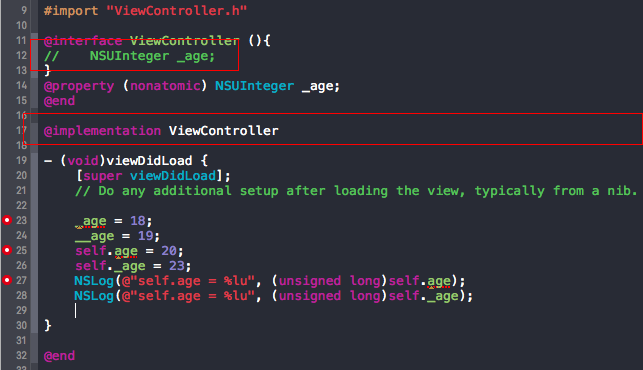 9 #import "ViewController.h"
10
11 @interface ViewController (){
12 //    NSUInteger _age;
13 }
14 @property (nonatomic) NSUInteger _age;
15 @end
16
17 @implementation ViewController
18
19 - (void)viewDidLoad {
20     [super viewDidLoad];
21     // Do any additional setup after loading the view, typically from a nib.
22
23     _age = 18;
24     __age = 19;
25     self.age = 20;
26     self._age = 23;
27     NSLog(@"self.age = %lu", (unsigned long)self.age);
28     NSLog(@"self.age = %lu", (unsigned long)self._age);
29
30 }
31
32 @end